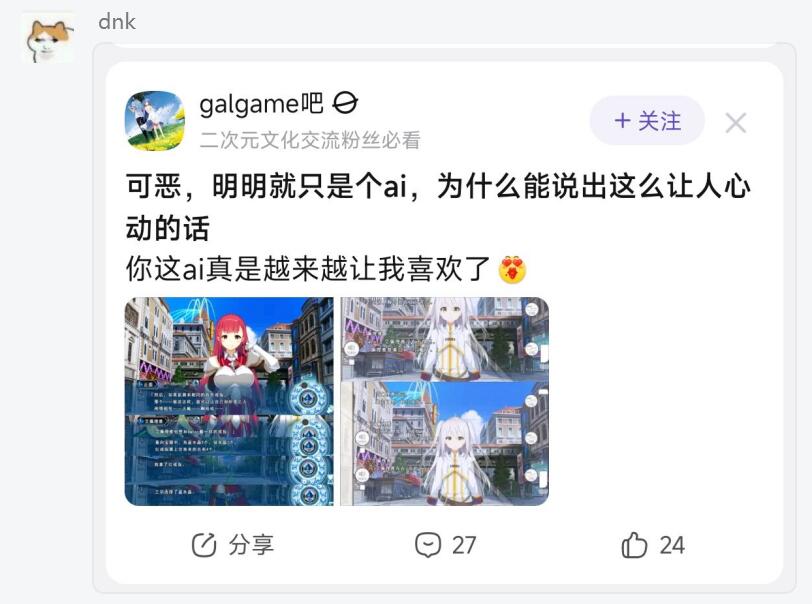 dnk
galgame吧
二次元文化交流粉丝必看
+ 关注
可恶，明明就只是个ai，为什么能说出这么让人心
动的话
你这ai真是越来越让我喜欢了
分享
27
24